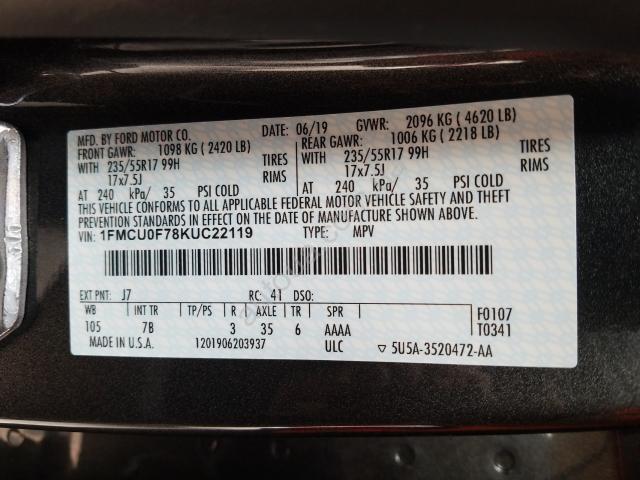 MFD. BY FORD MOTOR CO. DATE: 06/19 GVWR: 2096 KG (4620 LB)
FRONT GAWR: 1098 KG (2420 LB) REAR GAWR: 1006 KG (2218 LB)
WITH 235/55R17 99H TIRES WITH 235/55R17 99H TIRES
17x7.5J RIMS 17x7.5J RIMS
AT 240 kPa/ 35 PSI COLD AT 240 kPa/ 35 PSI COLD
THIS VEHICLE CONFORMS TO ALL APPLICABLE FEDERAL MOTOR VEHICLE SAFETY AND THEFT
PREVENTION STANDARDS IN EFFECT ON THE DATE OF MANUFACTURE SHOWN ABOVE.
VIN: 1FMCU0F78KUC22119 TYPE: MPV
EXT PNT: J7 RC: 41 DSO:
WB INT TR TP/PS R AXLE TR SPR F0107
105 7B 3 35 6 AAAA T0341
MADE IN U.S.A. 1201906203937 ULC ▽ 5U5A-3520472-AA